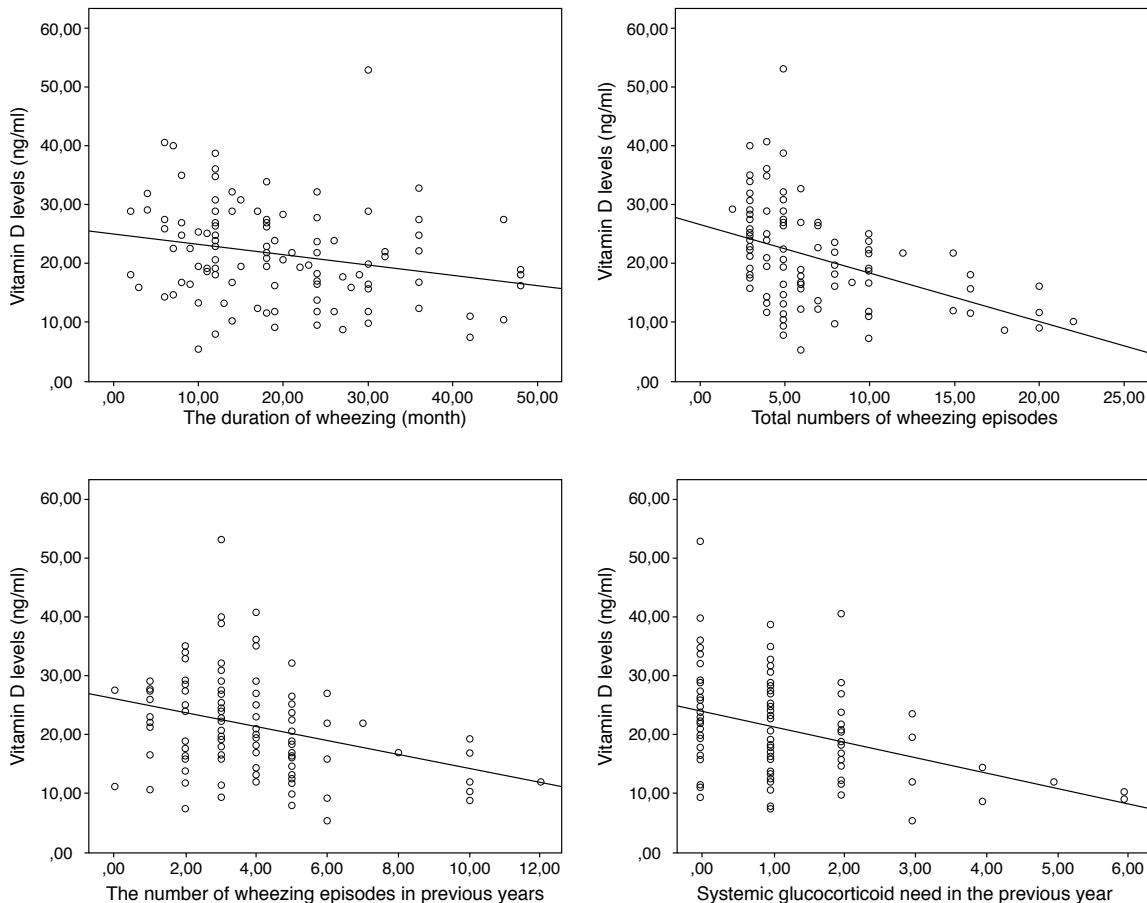 60,00
50,00
40,00
30,00
20,00
10,00
,00
Vitamin D levels (ng/ml)
,00 10,00 20,00 30,00 40,00 50,00
The duration of wheezing (month)
60,00
50,00
40,00
30,00
20,00
10,00
,00
Vitamin D levels (ng/ml)
,00 5,00 10,00 15,00 20,00 25,00
Total numbers of wheezing episodes
60,00
50,00
40,00
30,00
20,00
10,00
,00
Vitamin D levels (ng/ml)
,00 2,00 4,00 6,00 8,00 10,00 12,00
The number of wheezing episodes in previous years
60,00
50,00
40,00
30,00
20,00
10,00
,00
Vitamin D levels (ng/ml)
,00 1,00 2,00 3,00 4,00 5,00 6,00
Systemic glucocorticoid need in the previous year